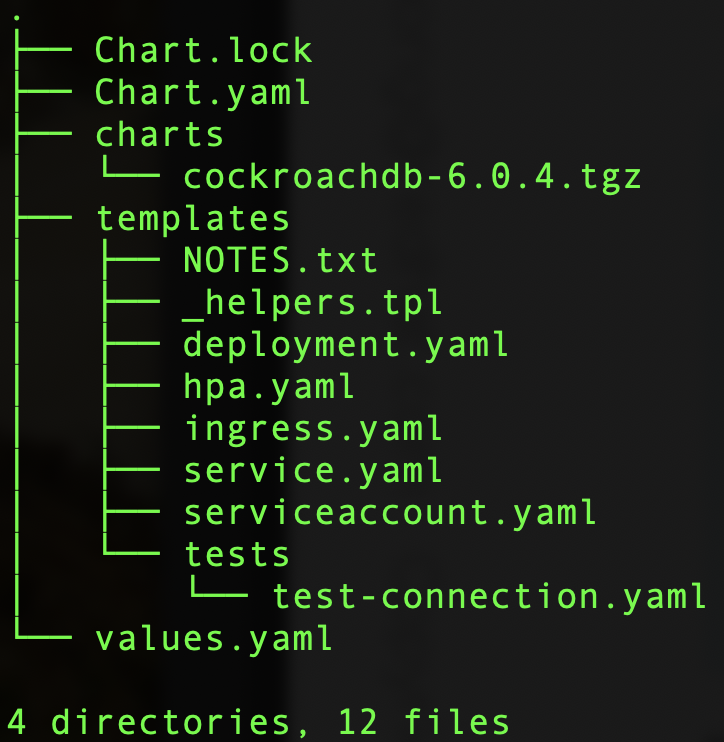 .
├── Chart.lock
├── Chart.yaml
├── charts
│   └── cockroachdb-6.0.4.tgz
├── templates
│   ├── NOTES.txt
│   ├── _helpers.tpl
│   ├── deployment.yaml
│   ├── hpa.yaml
│   ├── ingress.yaml
│   ├── service.yaml
│   ├── serviceaccount.yaml
│   └── tests
│       └── test-connection.yaml
└── values.yaml

4 directories, 12 files